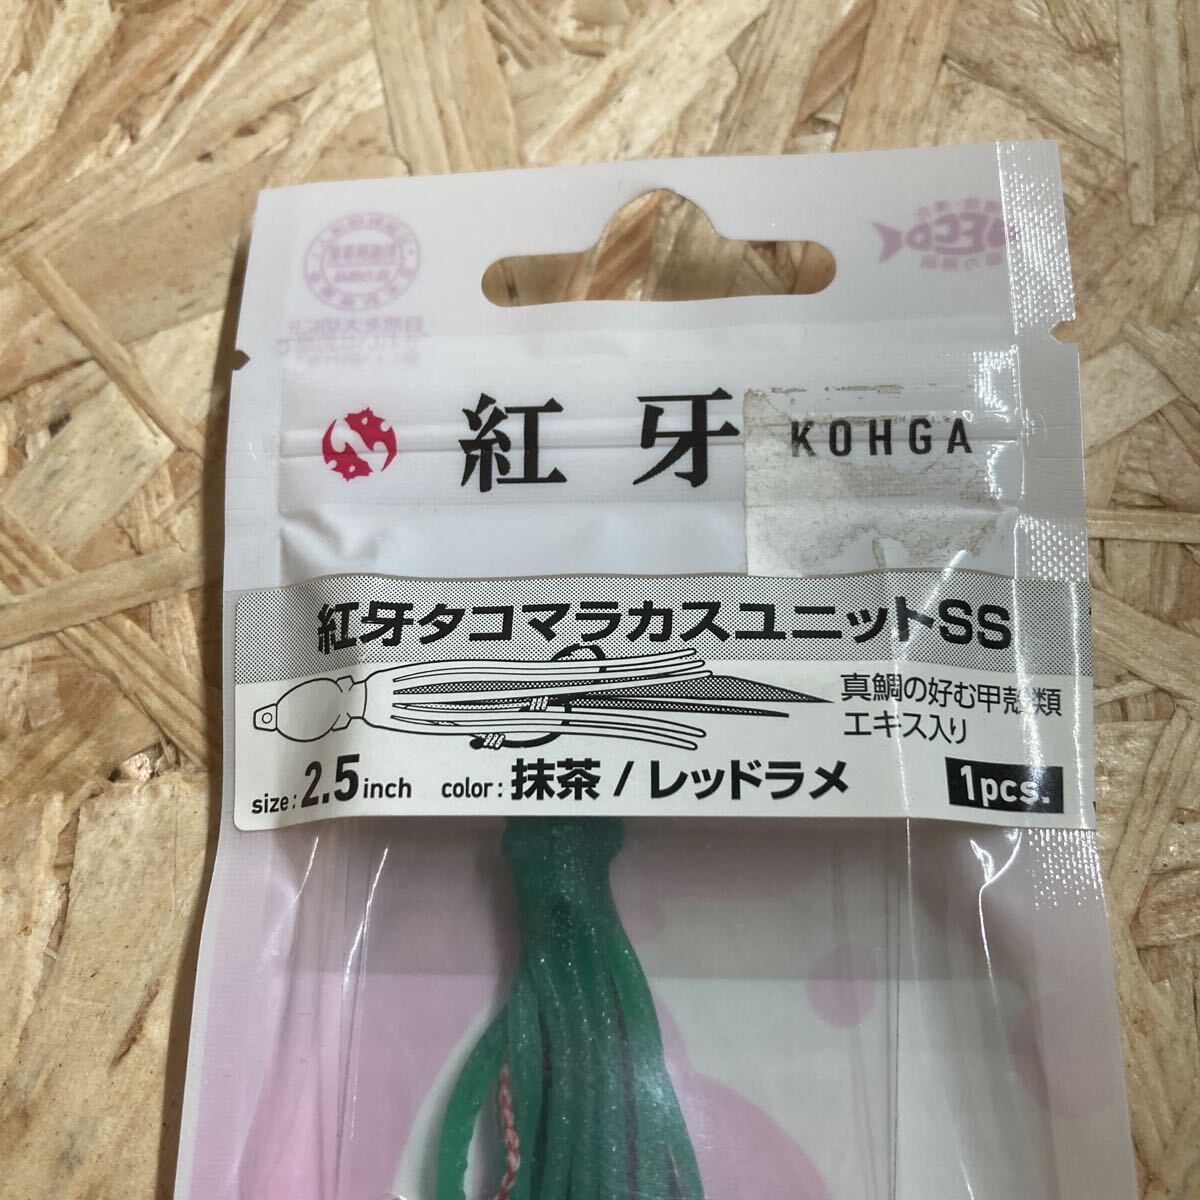 紅牙 KOHGA
紅牙タコマラカスユニットSS
真鯛の好む甲殻類
エキス入り
size: 2.5inch color: 抹茶 / レッドラメ 1pcs.